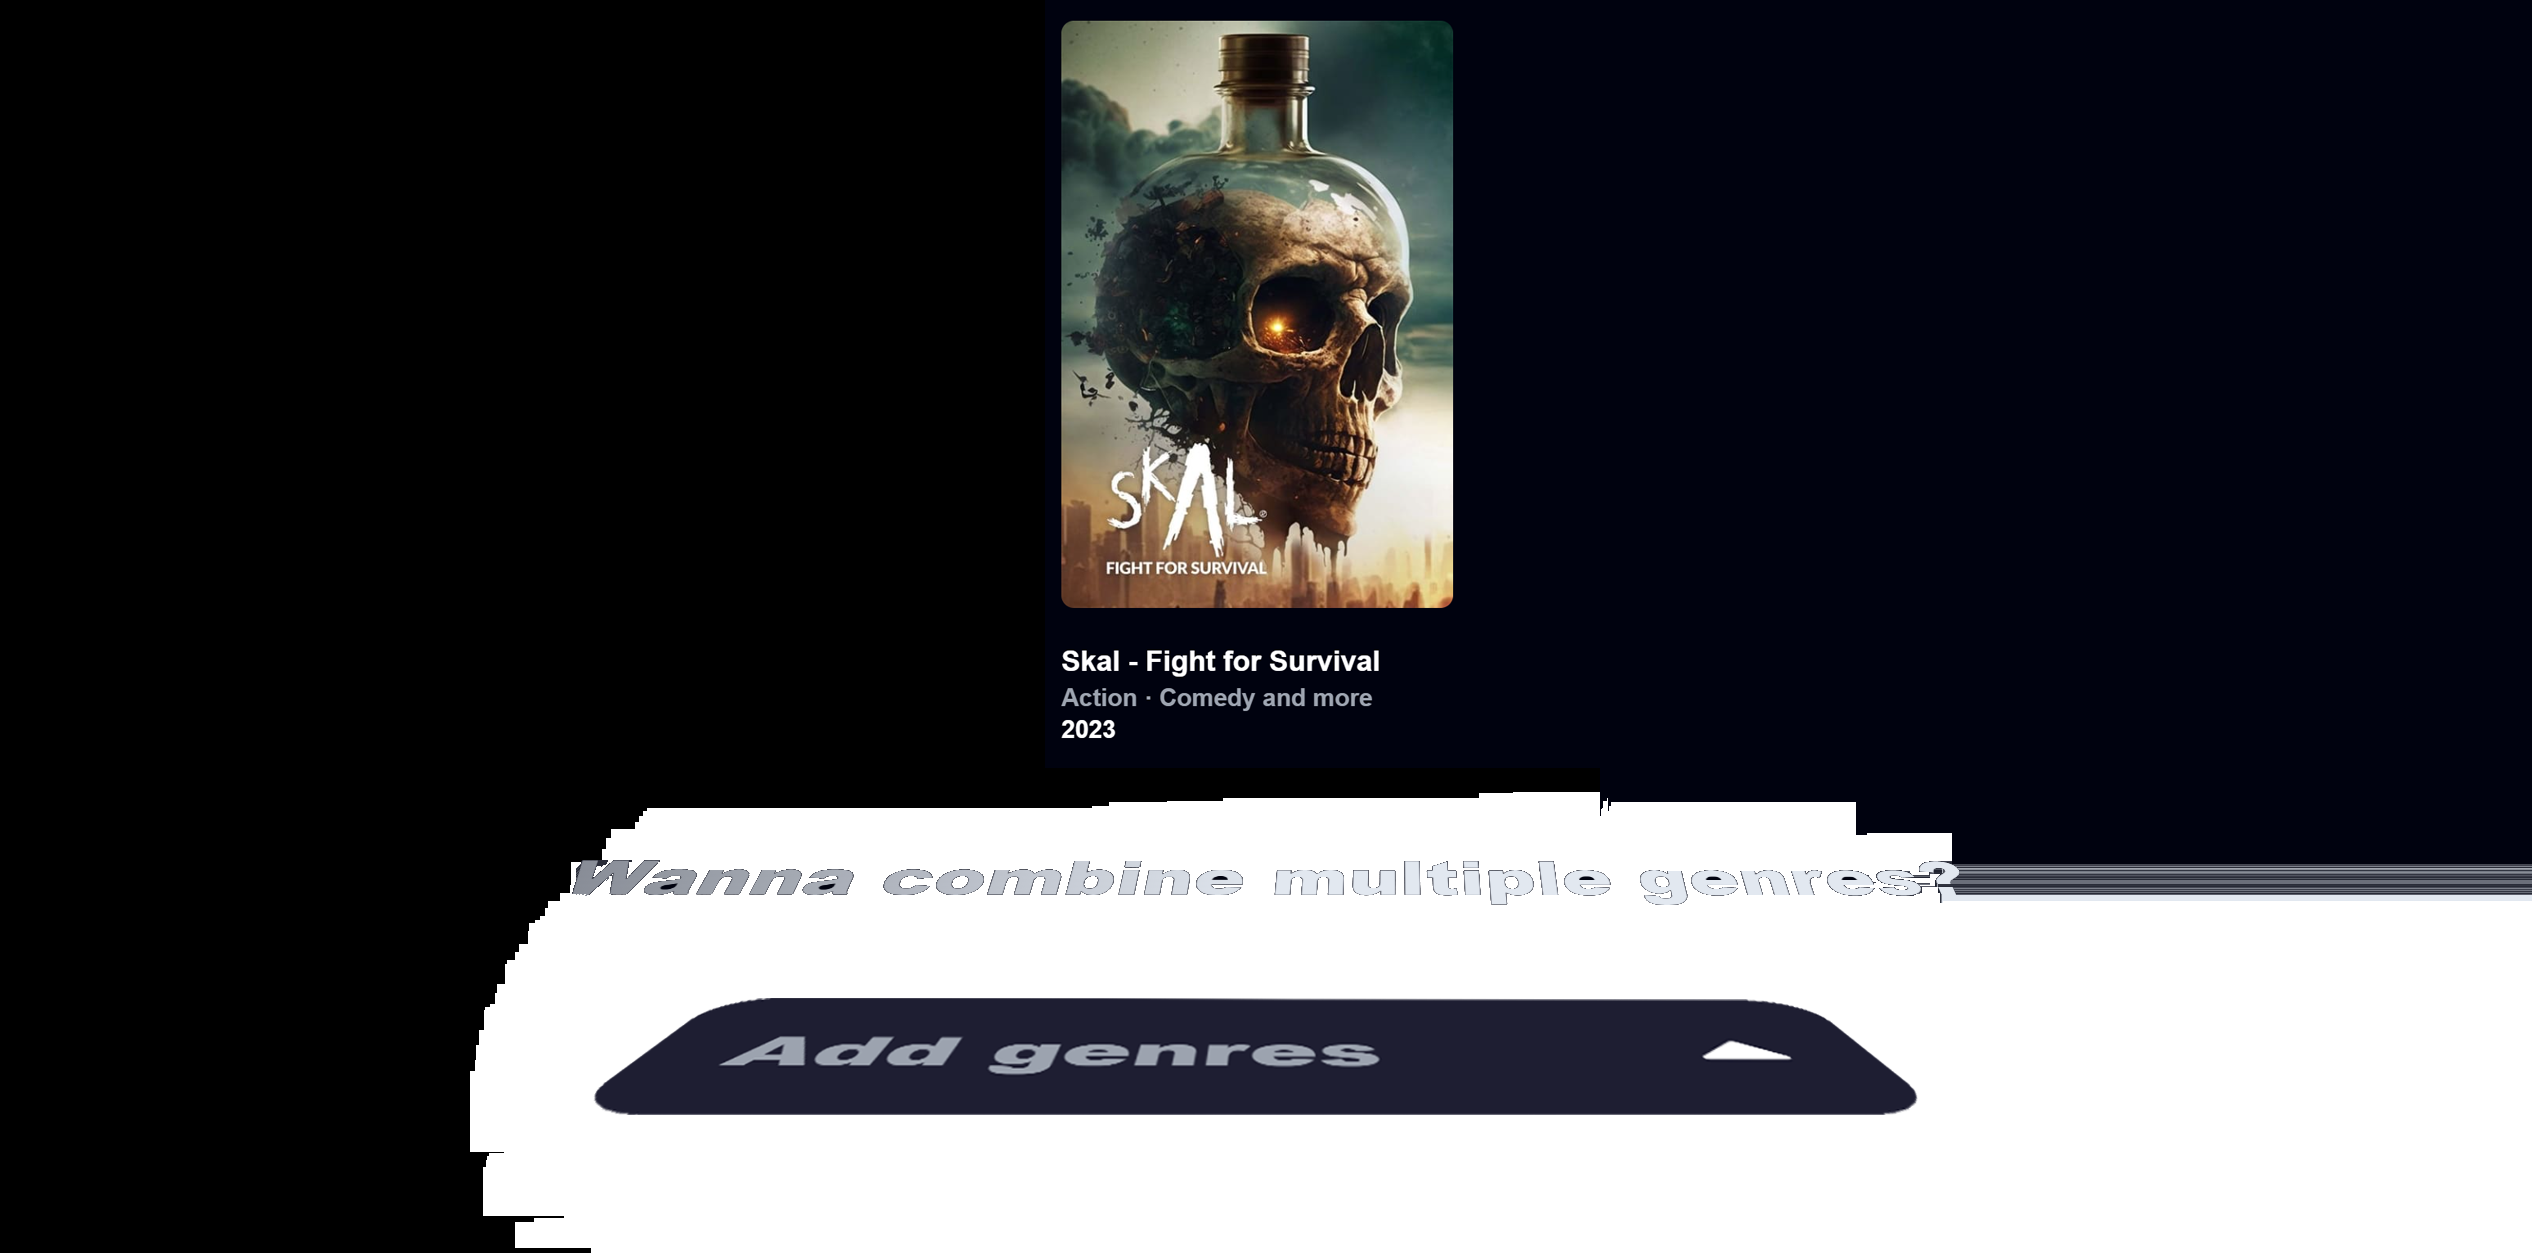 SKAL®
FIGHT FOR SURVIVAL
Skal - Fight for Survival
Action · Comedy and more
2023
Wanna combine multiple genres?
Add genres